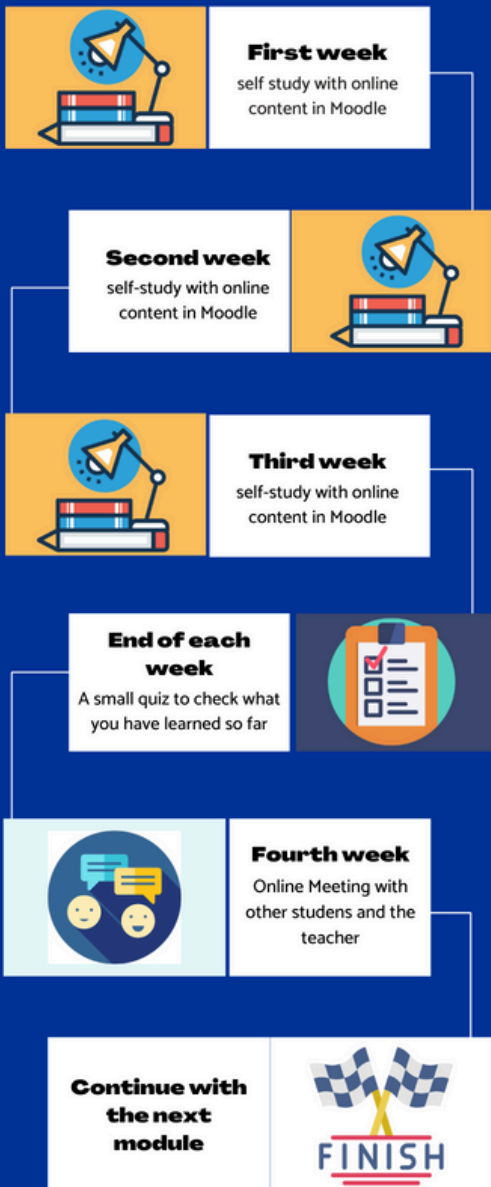 First week
self study with online
content in Moodle
Second week
self-study with online
content in Moodle
Third week
self-study with online
content in Moodle
End of each
week
A small quiz to check what
you have learned so far
Fourth week
Online Meeting with
other studens and the
teacher
Continue with
the next
module
FINISH